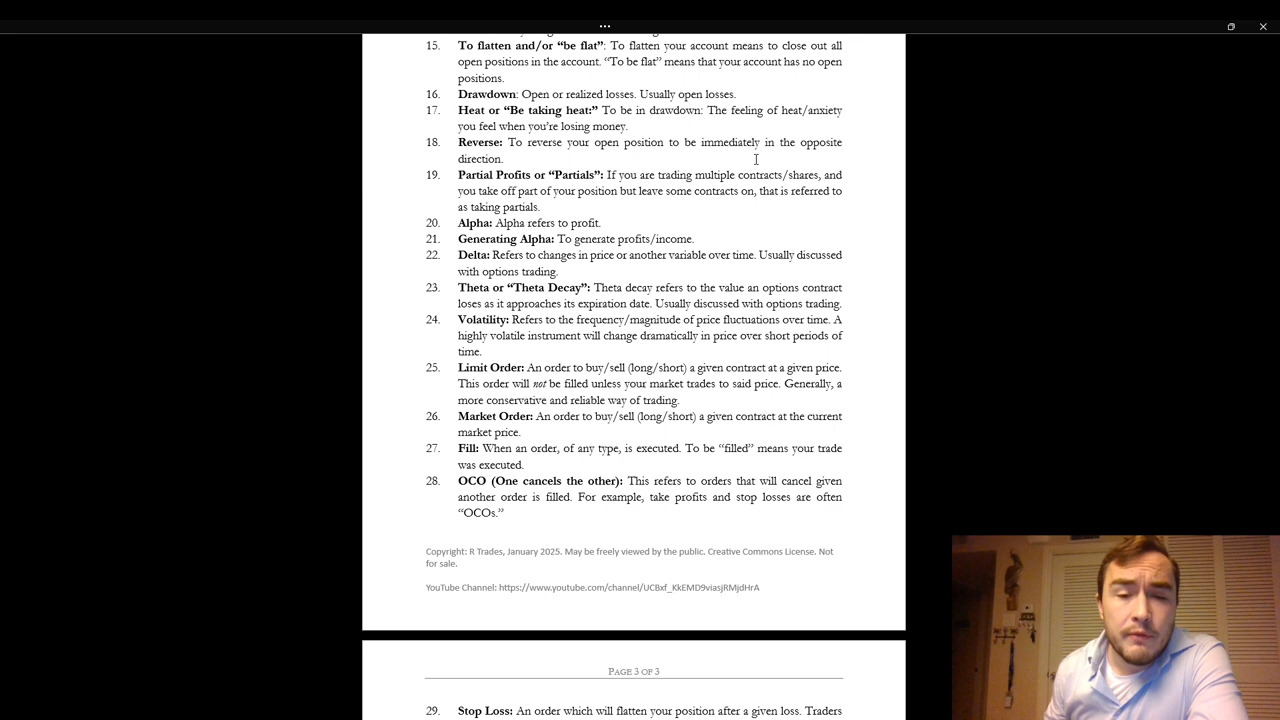 15. To flatten and/or “be flat”: To flatten your account means to close out all
open positions in the account. “To be flat” means that your account has no open
positions.
16. Drawdown: Open or realized losses. Usually open losses.
17. Heat or “Be taking heat:” To be in drawdown: The feeling of heat/anxiety
you feel when you’re losing money.
18. Reverse: To reverse your open position to be immediately in the opposite
direction.
19. Partial Profits or “Partials”: If you are trading multiple contracts/shares, and
you take off part of your position but leave some contracts on, that is referred to
as taking partials.
20. Alpha: Alpha refers to profit.
21. Generating Alpha: To generate profits/income.
22. Delta: Refers to changes in price or another variable over time. Usually discussed
with options trading.
23. Theta or “Theta Decay”: Theta decay refers to the value an options contract
loses as it approaches its expiration date. Usually discussed with options trading.
24. Volatility: Refers to the frequency/magnitude of price fluctuations over time. A
highly volatile instrument will change dramatically in price over short periods of
time.
25. Limit Order: An order to buy/sell (long/short) a given contract at a given price.
This order will not be filled unless your market trades to said price. Generally, a
more conservative and reliable way of trading.
26. Market Order: An order to buy/sell (long/short) a given contract at the current
market price.
27. Fill: When an order, of any type, is executed. To be “filled” means your trade
was executed.
28. OCO (One cancels the other): This refers to orders that will cancel given
another order is filled. For example, take profits and stop losses are often
“OCOs.”
Copyright: R Trades, January 2025. May be freely viewed by the public. Creative Commons License. Not
for sale.
YouTube Channel: https://www.youtube.com/channel/UCBxf_KkEMD9viasjRMjdHrA
PAGE 3 OF 3
29. Stop Loss: An order which will flatten your position after a given loss. Traders